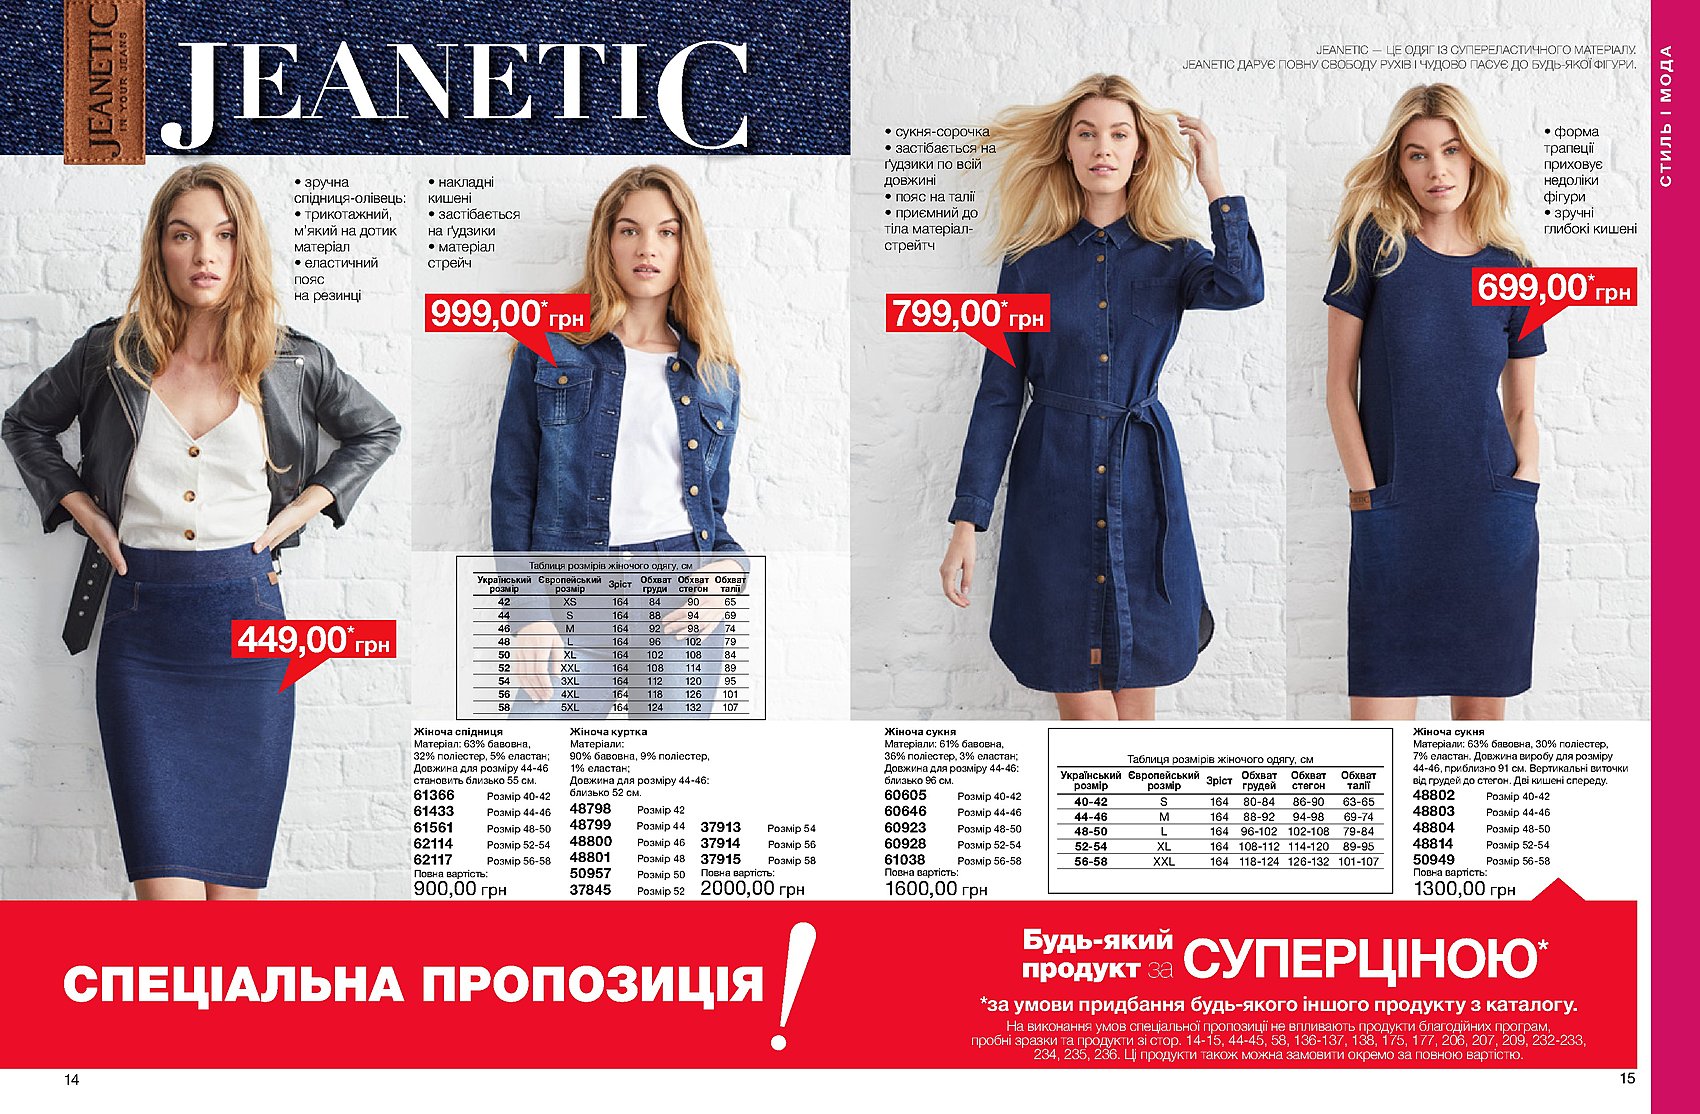 JEANETIC
IN YOUR JEANS
JEANETIC
• зручна
спідниця-олівець:
• трикотажний,
м'який на дотик
матеріал
• еластичний
пояс
на резинці
• накладні
кишені
• застібається
на ґудзики
• матеріал
стрейч
999,00* грн
449,00* грн
Таблиця розмірів жіночого одягу, см
Український розмір Європейський розмір Зріст Обхват груди Обхват стегон Обхват талії
42 XS 164 84 90 65
44 S 164 88 94 69
46 M 164 92 98 74
48 L 164 96 102 79
50 XL 164 102 108 84
52 XXL 164 108 114 89
54 3XL 164 112 120 95
56 4XL 164 118 126 101
58 5XL 164 124 132 107
Жіноча спідниця
Матеріал: 63% бавовна,
32% поліестер, 5% еластан;
Довжина для розміру 44-46
становить близько 55 см.
61366 Розмір 40-42
61433 Розмір 44-46
61561 Розмір 48-50
62114 Розмір 52-54
62117 Розмір 56-58
Повна вартість:
900,00 грн
Жіноча куртка
Матеріали:
90% бавовна, 9% поліестер,
1% еластан;
Довжина для розміру 44-46:
близько 52 см.
48798 Розмір 42
48799 Розмір 44
48800 Розмір 46
48801 Розмір 48
50957 Розмір 50
37845 Розмір 52
37913 Розмір 54
37914 Розмір 56
37915 Розмір 58
Повна вартість:
2000,00 грн
JEANETIC — ЦЕ ОДЯГ ІЗ СУПЕРЕЛАСТИЧНОГО МАТЕРІАЛУ.
JEANETIC ДАРУЄ ПОВНУ СВОБОДУ РУХІВ І ЧУДОВО ПАСУЄ ДО БУДЬ-ЯКОЇ ФІГУРИ.
СТИЛЬ І МОДА
• сукня-сорочка
• застібається на
ґудзики по всій
довжині
• пояс на талії
• приємний до
тіла матеріал-
стрейтч
799,00* грн
• форма
трапеції
приховує
недоліки
фігури
• зручні
глибокі кишені
699,00* грн
Жіноча сукня
Матеріали: 61% бавовна,
36% поліестер, 3% еластан;
Довжина для розміру 44-46:
близько 96 см.
60605 Розмір 40-42
60646 Розмір 44-46
60923 Розмір 48-50
60928 Розмір 52-54
61038 Розмір 56-58
Повна вартість:
1600,00 грн
Таблиця розмірів жіночого одягу, см
Український розмір Європейський розмір Зріст Обхват грудей Обхват стегон Обхват талії
40-42 S 164 80-84 86-90 63-65
44-46 M 164 88-92 94-98 69-74
48-50 L 164 96-102 102-108 79-84
52-54 XL 164 108-112 114-120 89-95
56-58 XXL 164 118-124 126-132 101-107
Жіноча сукня
Матеріали: 63% бавовна, 30% поліестер,
7% еластан. Довжина виробу для розміру
44-46, приблизно 91 см. Вертикальні виточки
від грудей до стегон. Дві кишені спереду.
48802 Розмір 40-42
48803 Розмір 44-46
48804 Розмір 48-50
48814 Розмір 52-54
50949 Розмір 56-58
Повна вартість:
1300,00 грн
СПЕЦІАЛЬНА ПРОПОЗИЦІЯ!
Будь-який
продукт за СУПЕРЦІНОЮ*
*за умови придбання будь-якого іншого продукту з каталогу.
На виконання умов спеціальної пропозиції не впливають продукти благодійних програм,
пробні зразки та продукти зі стор. 14-15, 44-45, 58, 136-137, 138, 175, 177, 206, 207, 209, 232-233,
234, 235, 236. Ці продукти також можна замовити окремо за повною вартістю.
14
15